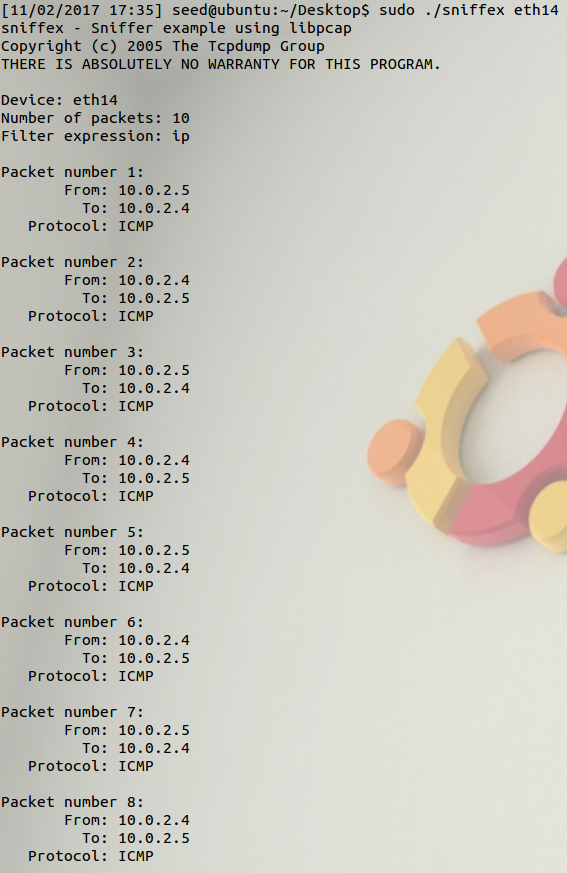 [11/02/2017 17:35] seed@ubuntu:~/Desktop$ sudo ./sniffex eth14
sniffex - Sniffer example using libpcap
Copyright (c) 2005 The Tcpdump Group
THERE IS ABSOLUTELY NO WARRANTY FOR THIS PROGRAM.

Device: eth14
Number of packets: 10
Filter expression: ip

Packet number 1:
       From: 10.0.2.5
         To: 10.0.2.4
   Protocol: ICMP

Packet number 2:
       From: 10.0.2.4
         To: 10.0.2.5
   Protocol: ICMP

Packet number 3:
       From: 10.0.2.5
         To: 10.0.2.4
   Protocol: ICMP

Packet number 4:
       From: 10.0.2.4
         To: 10.0.2.5
   Protocol: ICMP

Packet number 5:
       From: 10.0.2.5
         To: 10.0.2.4
   Protocol: ICMP

Packet number 6:
       From: 10.0.2.4
         To: 10.0.2.5
   Protocol: ICMP

Packet number 7:
       From: 10.0.2.5
         To: 10.0.2.4
   Protocol: ICMP

Packet number 8:
       From: 10.0.2.4
         To: 10.0.2.5
   Protocol: ICMP